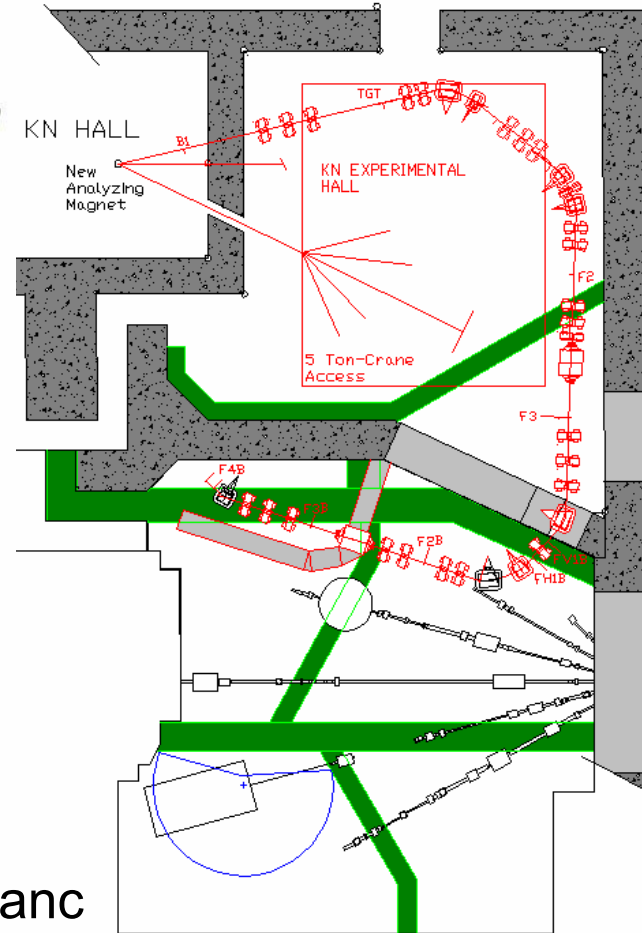 TGT
KN HALL
B1
New
Analyzing
Magnet
KN EXPERIMENTAL
HALL
F2
5 Ton-Crane
Access
F3
F4B
F3B
F2B
FV1B
FH1B
anc